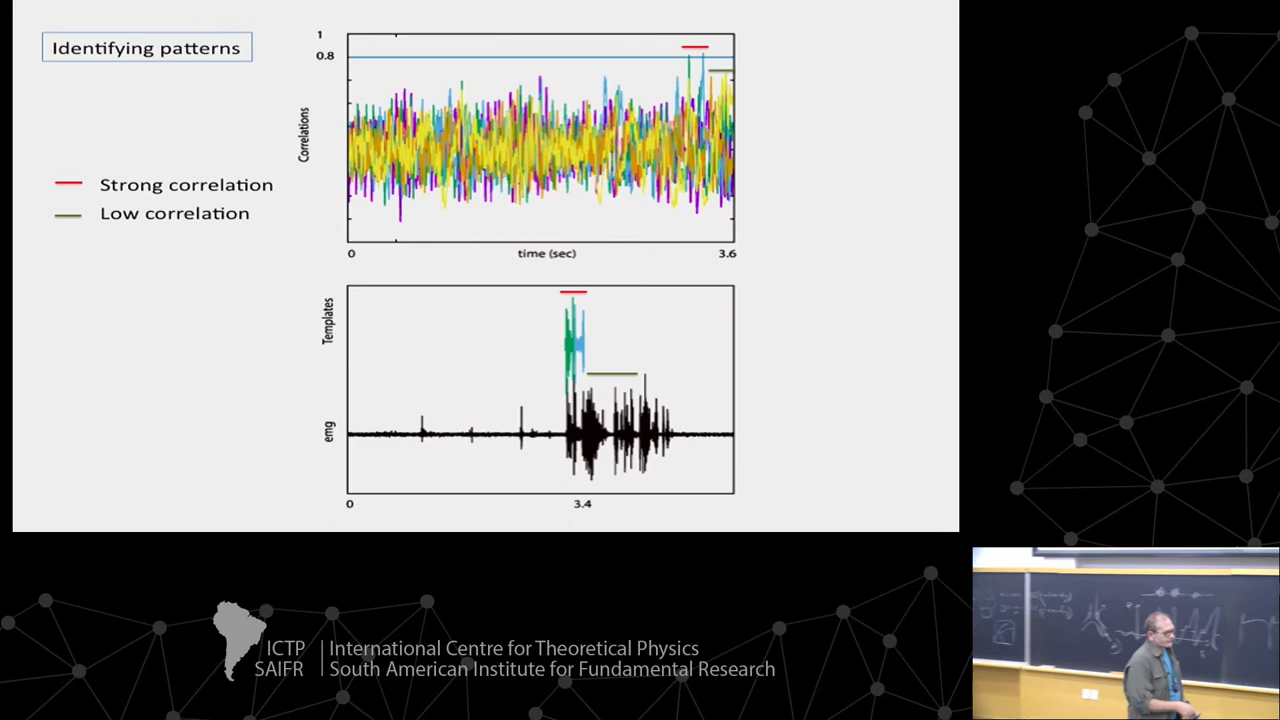 Identifying patterns
Strong correlation
Low correlation
1
0.8
Correlations
0
time (sec)
3.6
Templates
emg
0
3.4
ICTP
SAIFR
International Centre for Theoretical Physics
South American Institute for Fundamental Research